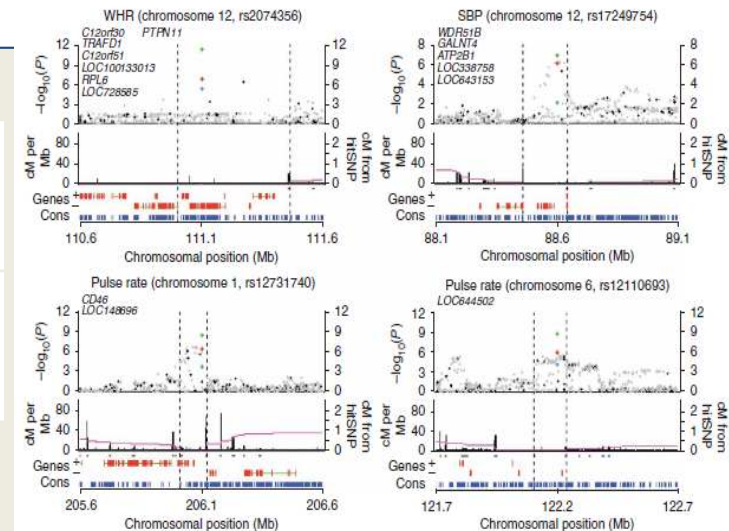 WHR (chromosome 12, rs2074356)
C12orf30 PTPN11
TRAFD1
C12orf51
LOC100133013
RPL6
LOC728585
12
9
6
3
0
–log10(P)
12
9
6
3
0
80
40
0
cM per Mb
2
1
0
cM from hitSNP
Genes + –
Cons
110.6 111.1 111.6
Chromosomal position (Mb)
SBP (chromosome 12, rs17249754)
WDR51B
GALNT4
ATP2B1
LOC338758
LOC643153
8
6
4
2
0
–log10(P)
8
6
4
2
0
80
40
0
cM per Mb
2
1
0
cM from hitSNP
Genes + –
Cons
88.1 88.6 89.1
Chromosomal position (Mb)
Pulse rate (chromosome 1, rs12731740)
CD46
LOC148696
12
9
6
3
0
–log10(P)
12
9
6
3
0
80
40
0
cM per Mb
2
1
0
cM from hitSNP
Genes + –
Cons
205.6 206.1 206.6
Chromosomal position (Mb)
Pulse rate (chromosome 6, rs12110693)
LOC644502
12
9
6
3
0
–log10(P)
12
9
6
3
0
80
40
0
cM per Mb
2
1
0
cM from hitSNP
Genes + –
Cons
121.7 122.2 122.7
Chromosomal position (Mb)